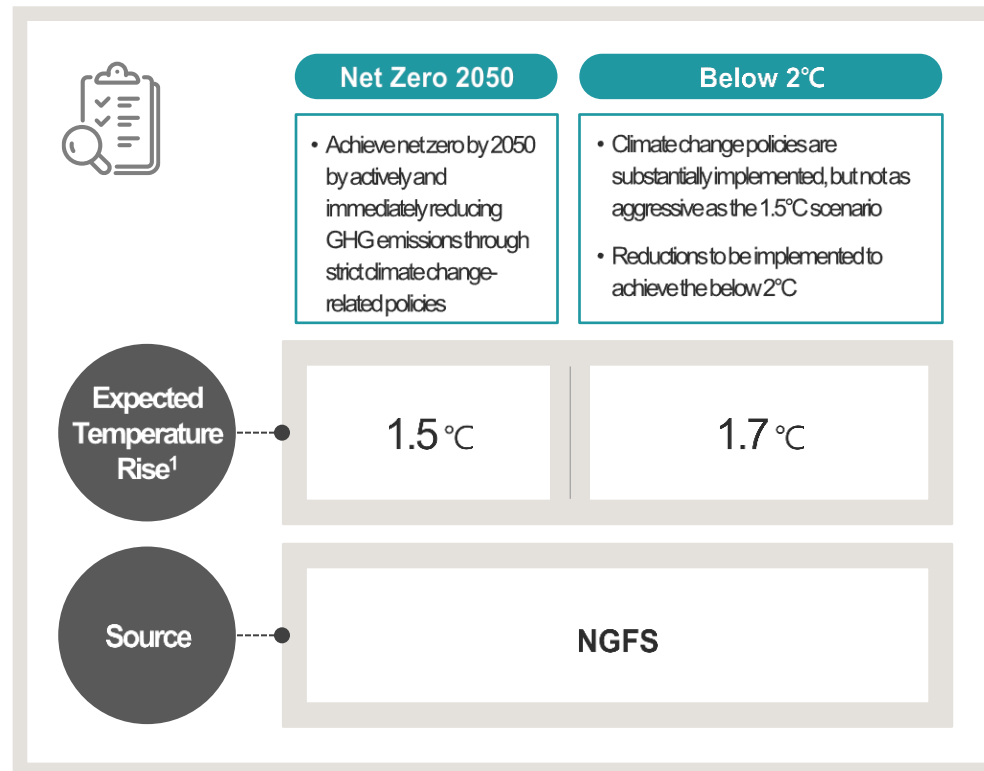 Net Zero 2050
• Achieve net zero by 2050
by actively and
immediately reducing
GHG emissions through
strict climate change-
related policies
Below 2℃
• Climate change policies are
substantially implemented, but not as
aggressive as the 1.5℃ scenario
• Reductions to be implemented to
achieve the below 2℃
Expected
Temperature
Rise¹
1.5 ℃
1.7 ℃
Source
NGFS